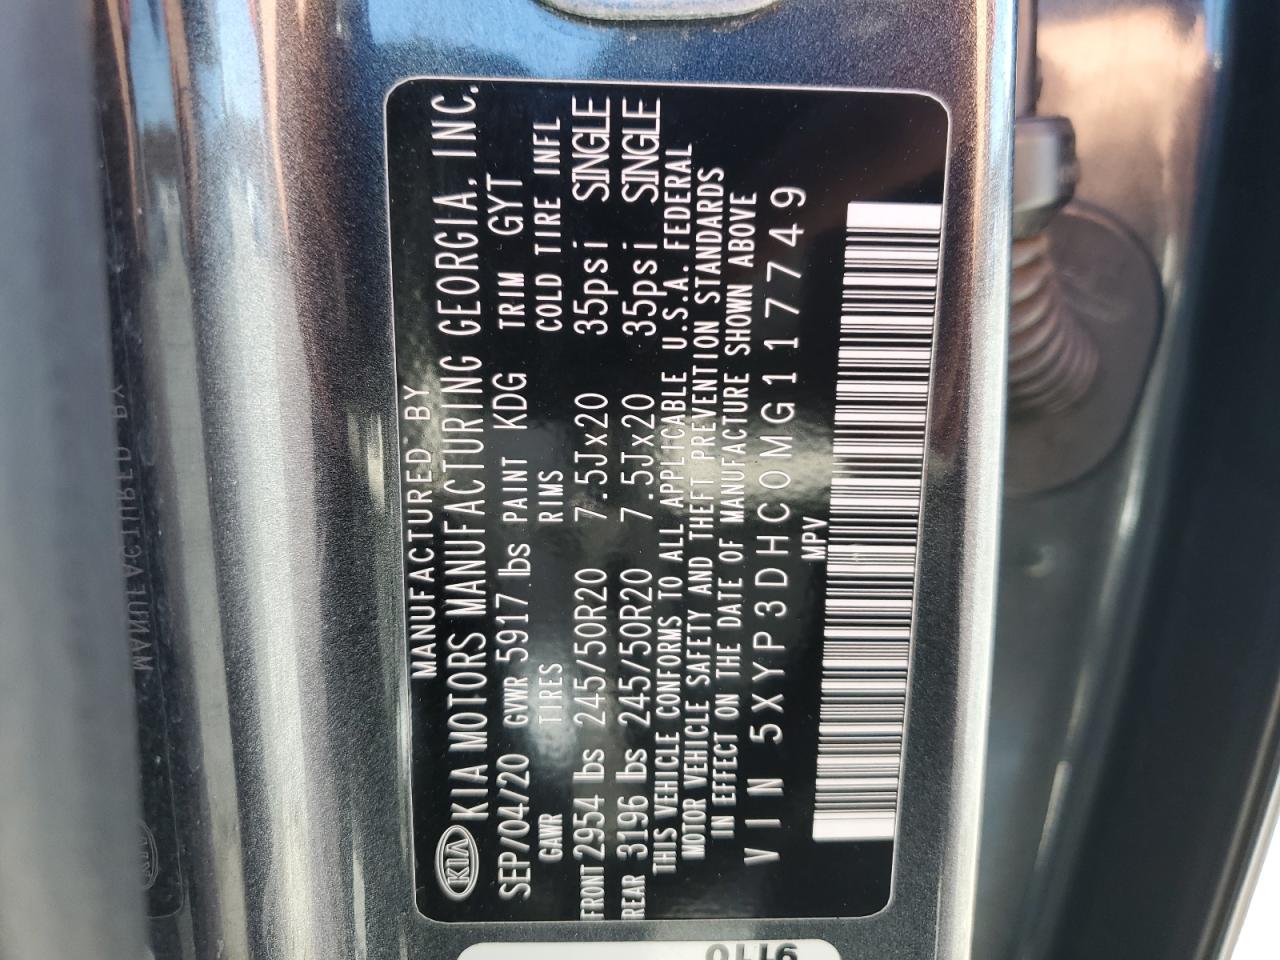 MANUFACTURED BY
KIA KIA MOTORS MANUFACTURING GEORGIA, INC.
SEP/04/20 GVWR 5917 lbs PAINT KDG TRIM GYT
GAWR TIRES RIMS COLD TIRE INFL
FRONT 2954 lbs 245/50R20 7.5Jx20 35psi SINGLE
REAR 3196 lbs 245/50R20 7.5Jx20 35psi SINGLE
THIS VEHICLE CONFORMS TO ALL APPLICABLE U.S.A. FEDERAL
MOTOR VEHICLE SAFETY AND THEFT PREVENTION STANDARDS
IN EFFECT ON THE DATE OF MANUFACTURE SHOWN ABOVE
VIN 5XYP3DHC0MG117749
MPV